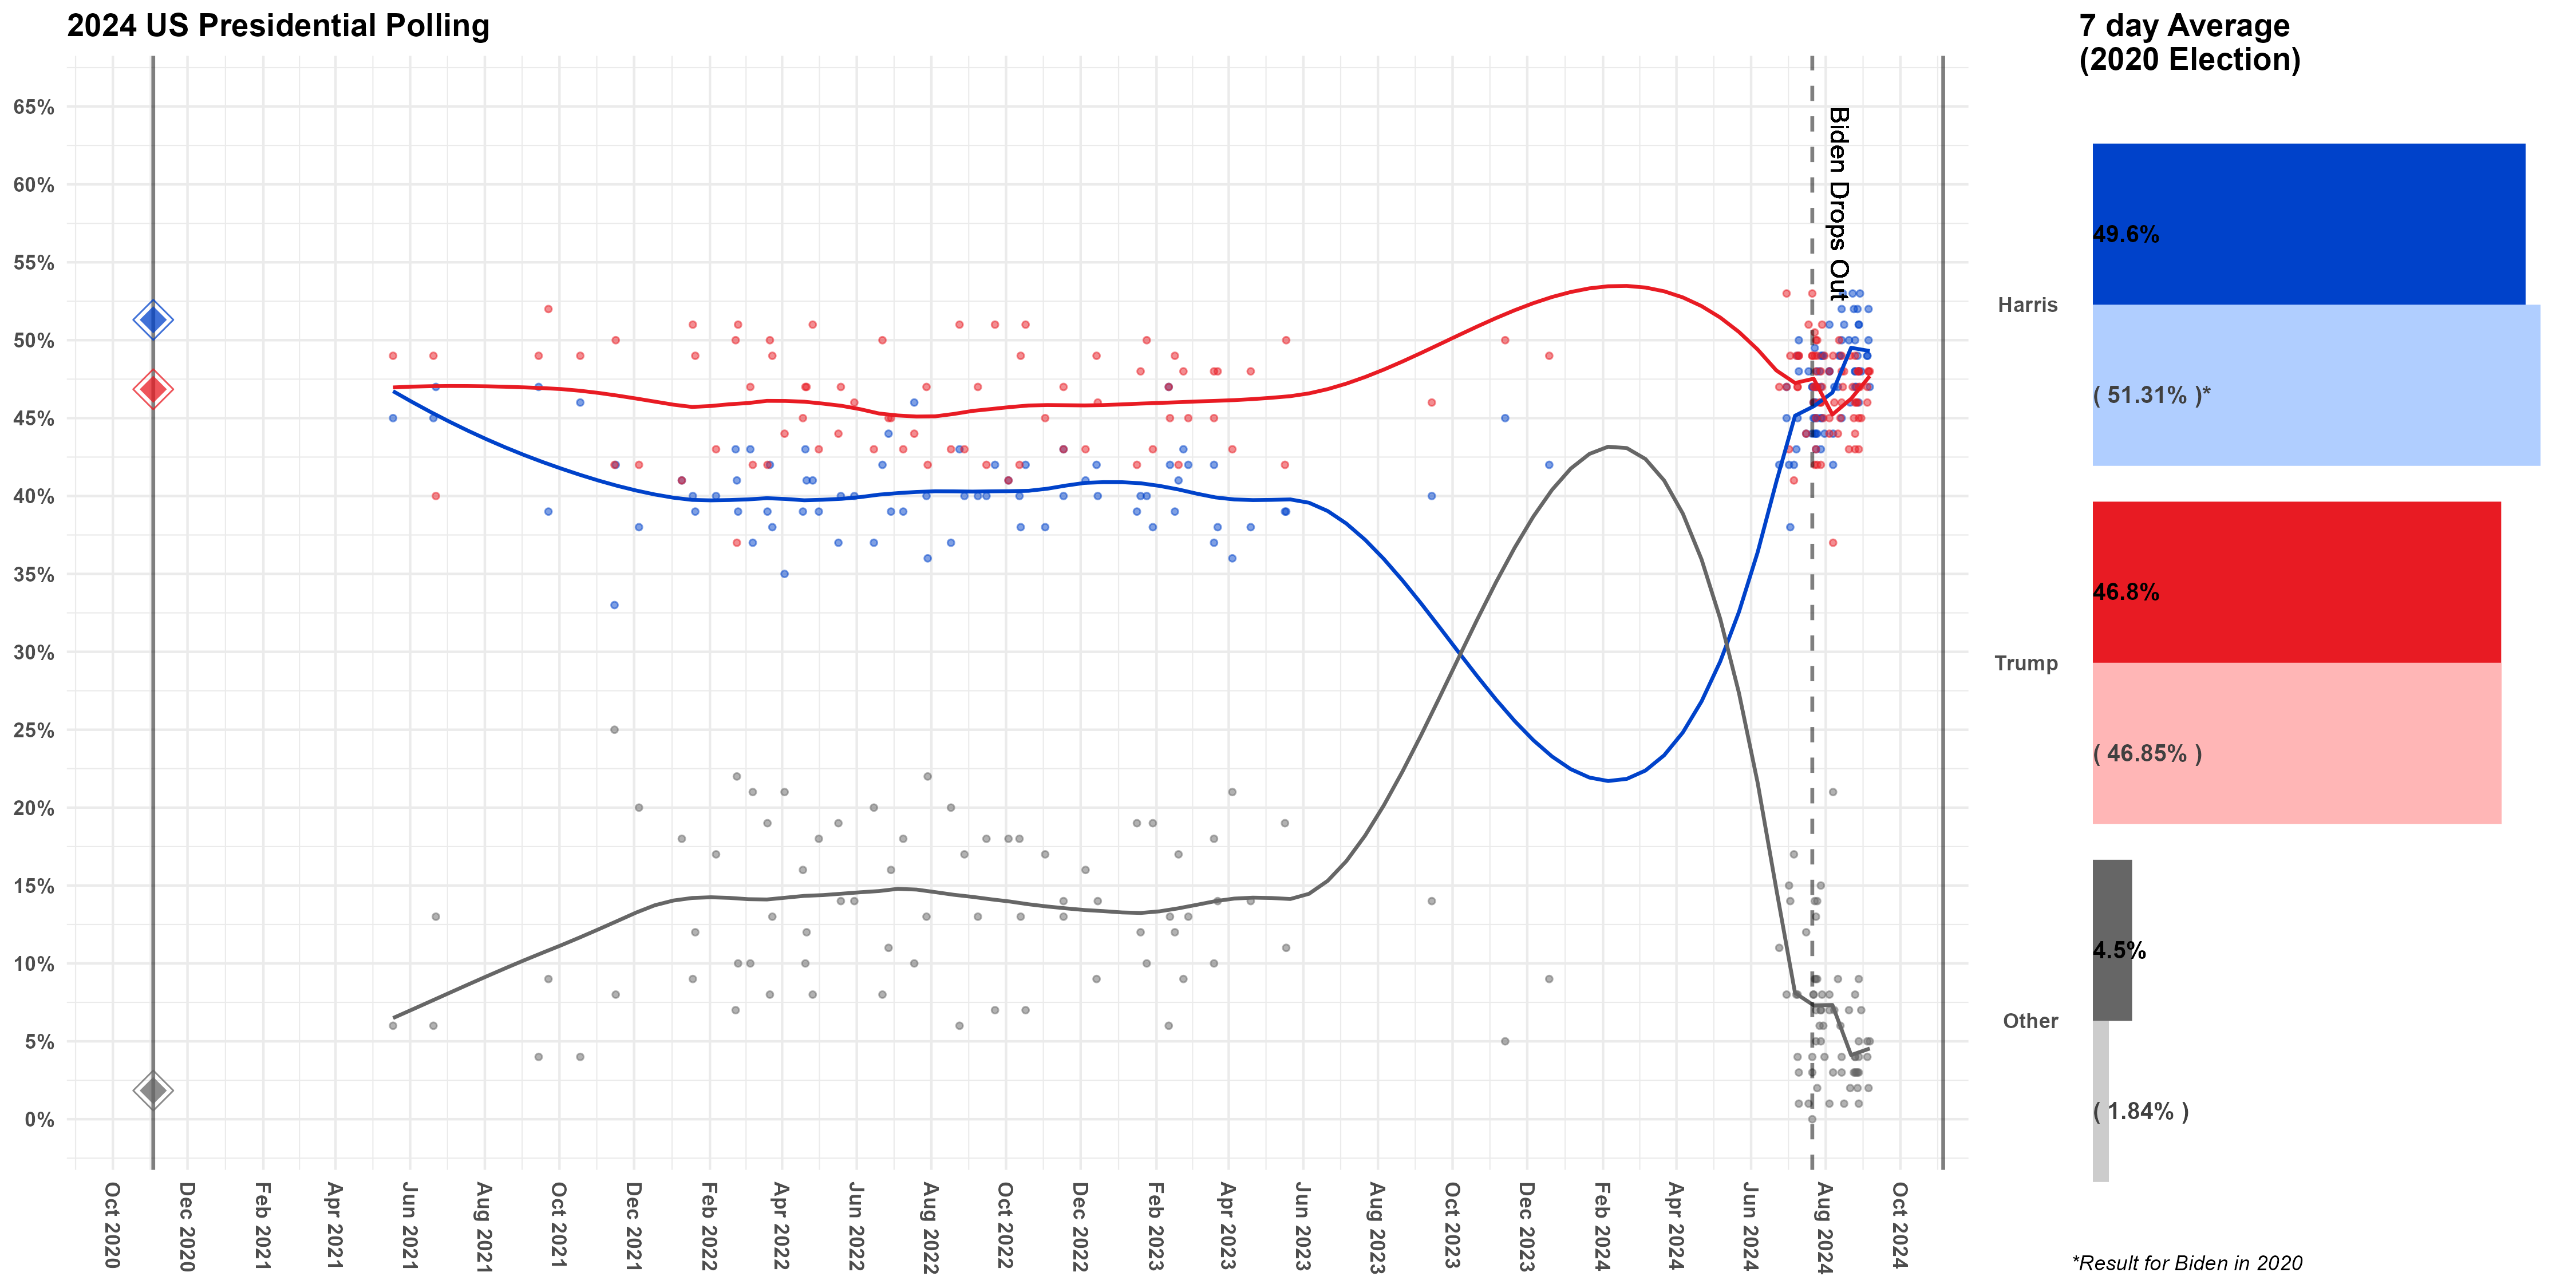 2024 US Presidential Polling
65%
60%
55%
50%
45%
40%
35%
30%
25%
20%
15%
10%
5%
0%
Biden Drops Out
Oct 2020
Dec 2020
Feb 2021
Apr 2021
Jun 2021
Aug 2021
Oct 2021
Dec 2021
Feb 2022
Apr 2022
Jun 2022
Aug 2022
Oct 2022
Dec 2022
Feb 2023
Apr 2023
Jun 2023
Aug 2023
Oct 2023
Dec 2023
Feb 2024
Apr 2024
Jun 2024
Aug 2024
Oct 2024
7 day Average
(2020 Election)
Harris
49.6%
( 51.31% )*
Trump
46.8%
( 46.85% )
Other
4.5%
( 1.84% )
*Result for Biden in 2020